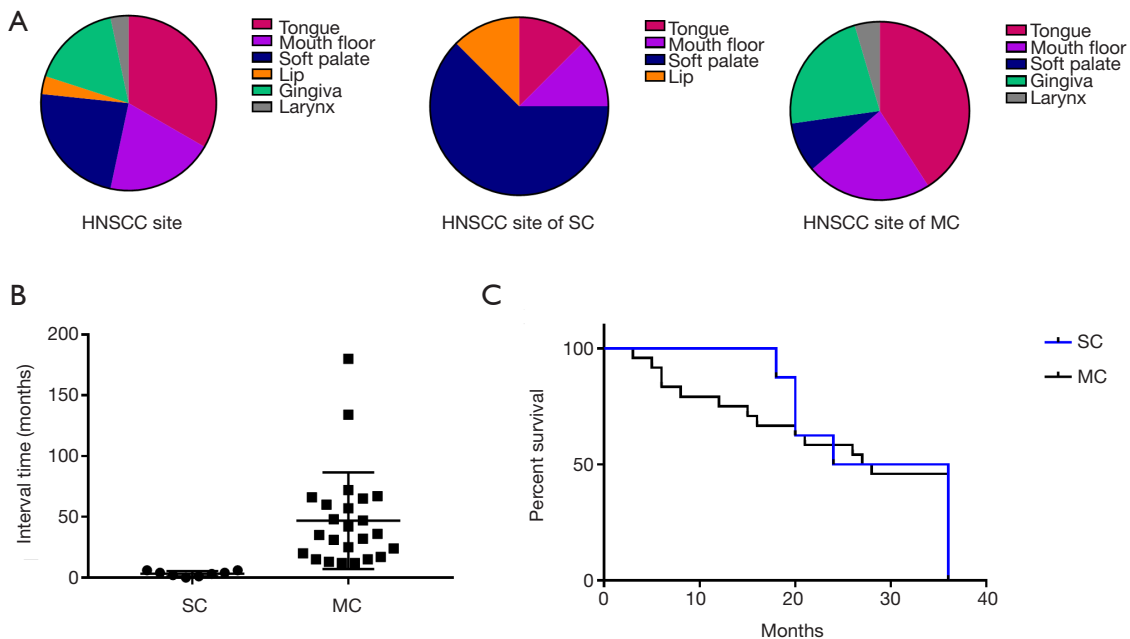 A
Tongue
Mouth floor
Soft palate
Lip
Gingiva
Larynx
HNSCC site
Tongue
Mouth floor
Soft palate
Lip
HNSCC site of SC
Tongue
Mouth floor
Soft palate
Gingiva
Larynx
HNSCC site of MC
B
Interval time (months)
200
150
100
50
0
SC
MC
C
Percent survival
100
50
0
0
10
20
30
40
Months
SC
MC